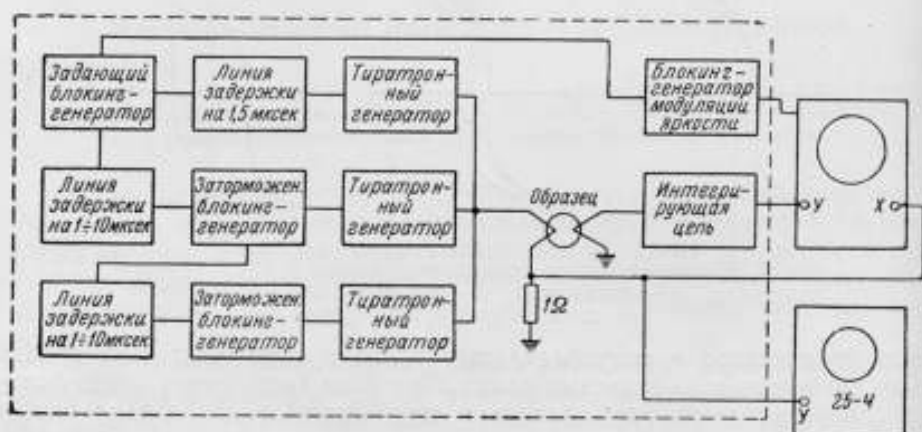 Задающий
блокинг-
генератор
Линия
задержки
на 1,5 мксек
Тиратрон-
ный
генератор
Блокинг-
генератор
модуляции
яркости
Линия
задержки
на 1÷10мксек
Заторможен.
блокинг-
генератор
Тиратрон-
ный
генератор
Образец
Интегри-
рующая
цепь
У
X
Линия
задержки
на 1÷10мксек
Заторможен.
блокинг-
генератор
Тиратрон-
ный
генератор
1Ω
25-4
У